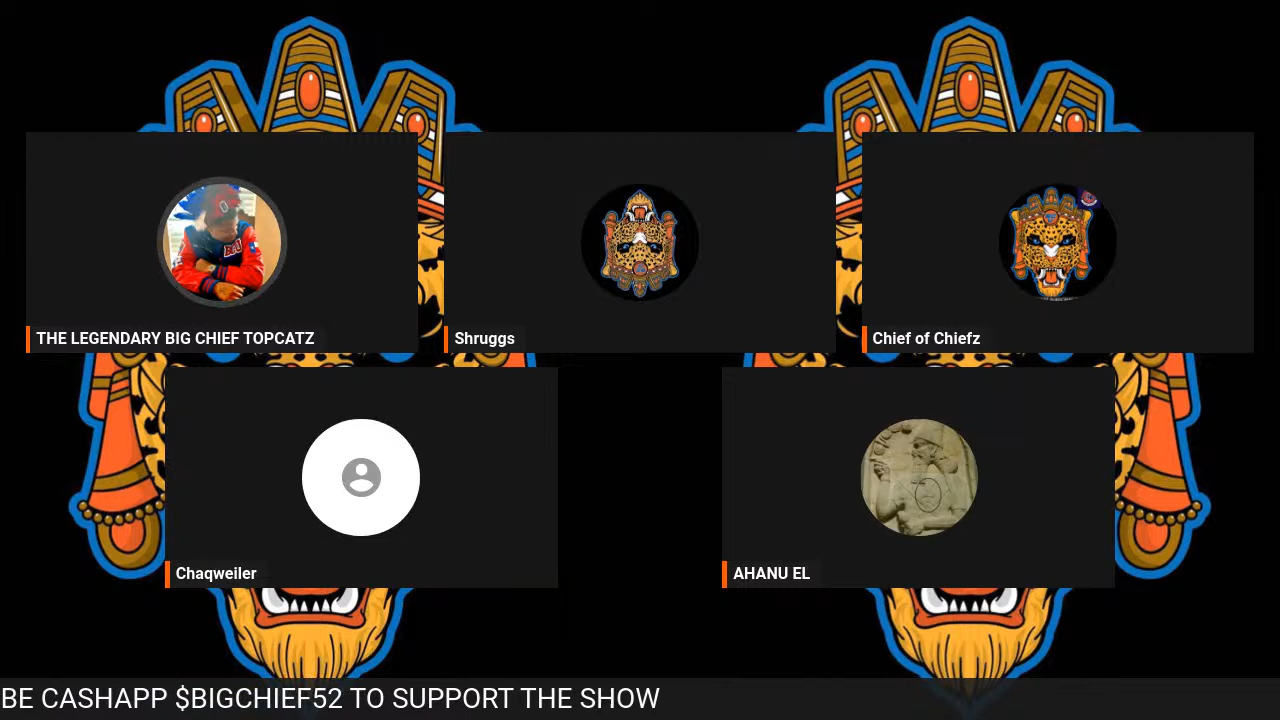 THE LEGENDARY BIG CHIEF TOPCATZ
Shruggs
Chief of Chiefz
Chaqweiler
AHANU EL
BE CASHAPP $BIGCHIEF52 TO SUPPORT THE SHOW